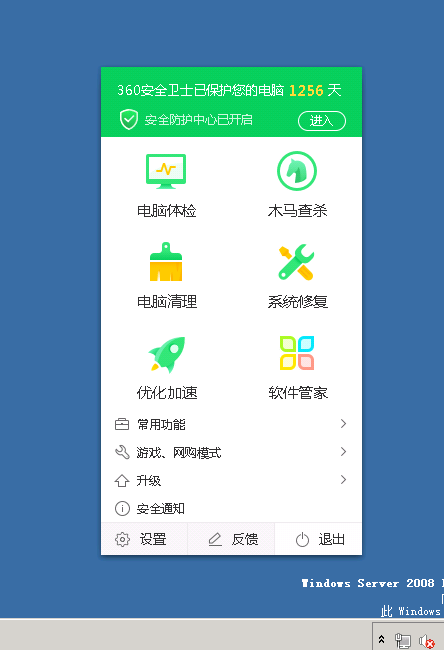 360安全卫士已保护您的电脑 1256 天
安全防护中心已开启 进入
电脑体检 木马查杀
电脑清理 系统修复
优化加速 软件管家
常用功能
游戏、网购模式
升级
安全通知
设置 反馈 退出
Windows Server 2008
此 Windows